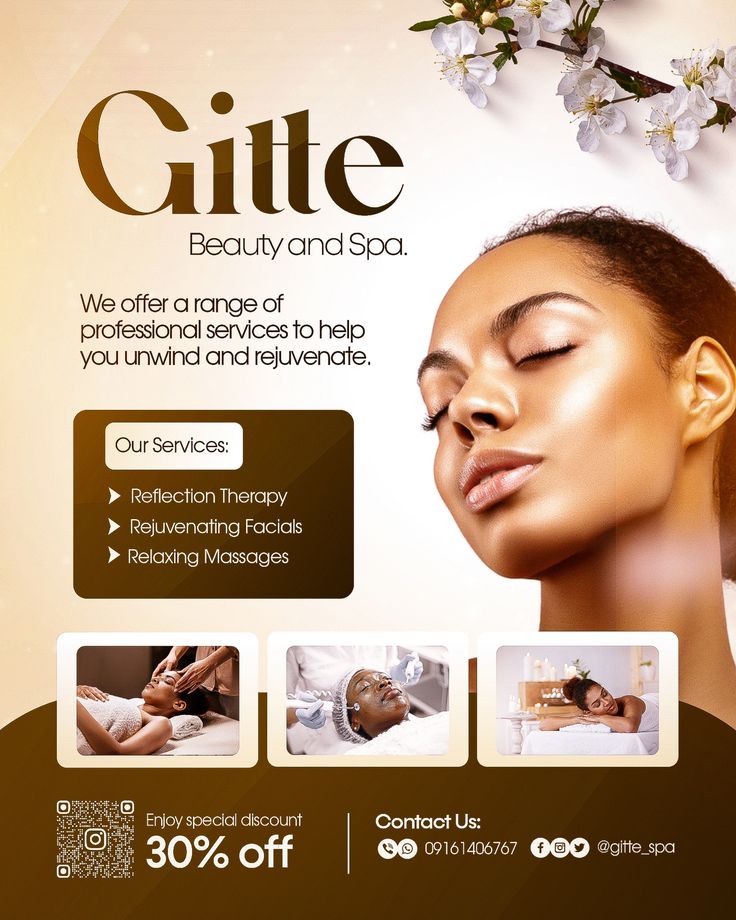 Gitte
Beauty and Spa.
We offer a range of
professional services to help
you unwind and rejuvenate.
Our Services:
Reflection Therapy
Rejuvenating Facials
Relaxing Massages
Enjoy special discount
30% off
Contact Us:
09161406767
@gitte_spa